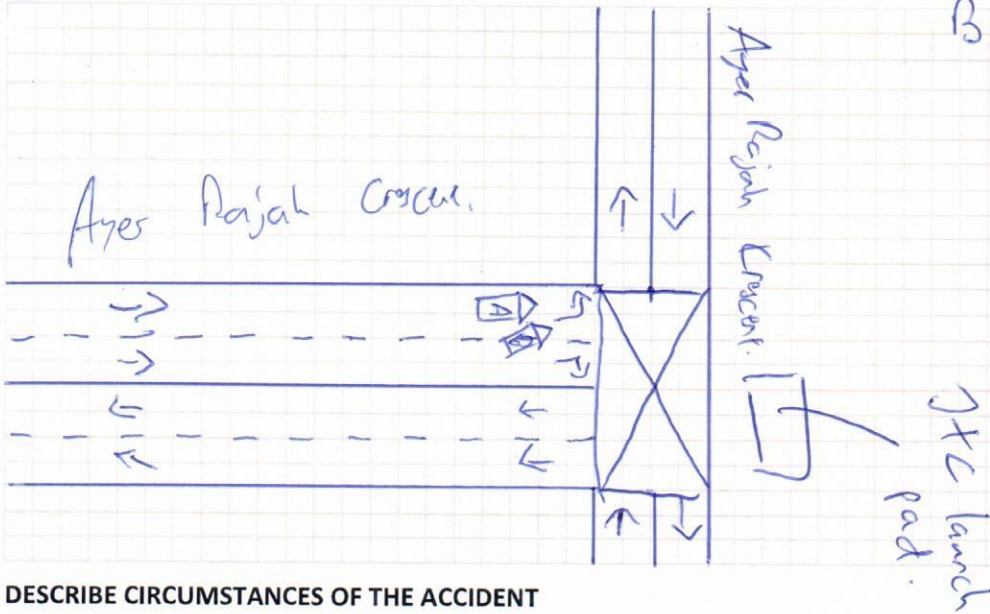 B
Ayer Rajah Crescent.
Ayer Rajah Crescent.
A
B
JTC launch
pad.
DESCRIBE CIRCUMSTANCES OF THE ACCIDENT